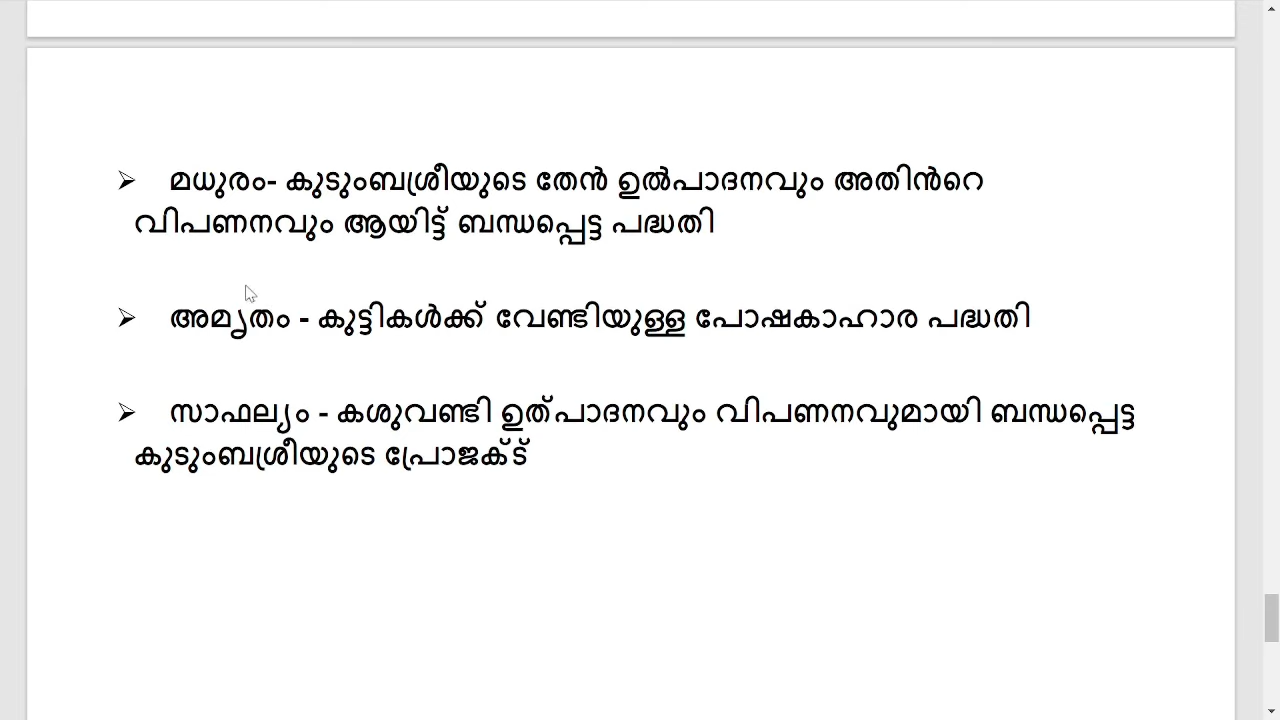 ➢ മധുരം- കുടുംബശ്രീയുടെ തേൻ ഉൽപാദനവും അതിൻറെ
വിപണനവും ആയിട്ട് ബന്ധപ്പെട്ട പദ്ധതി
➢ അമൃതം - കുട്ടികൾക്ക് വേണ്ടിയുള്ള പോഷകാഹാര പദ്ധതി
➢ സാഫല്യം - കശുവണ്ടി ഉത്പാദനവും വിപണനവുമായി ബന്ധപ്പെട്ട
കുടുംബശ്രീയുടെ പ്രോജക്ട്